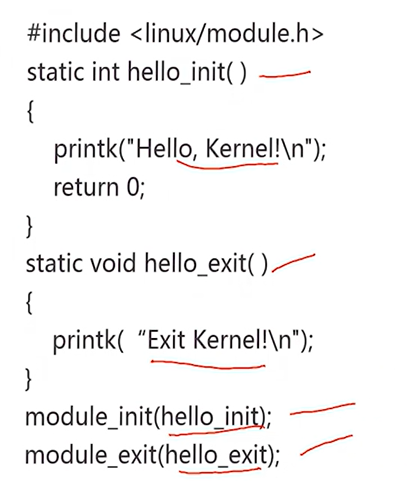 #include <linux/module.h>
static int hello_init( )
{
printk("Hello, Kernel!\n");
return 0;
}
static void hello_exit( )
{
printk(  “Exit Kernel!\n");
}
module_init(hello_init);
module_exit(hello_exit);